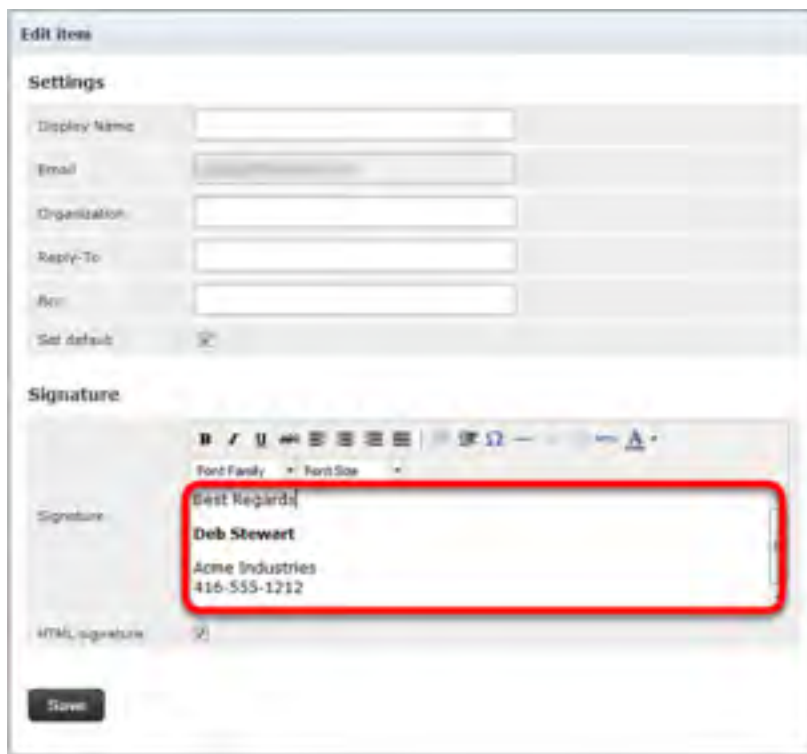 Edit item
Settings
Display Name
Email
Organization
Reply-To
Bcc
Set default
Signature
B I U ABC
Font Family Font Size
Signature
Best Regards
Deb Stewart
Acme Industries
416-555-1212
HTML signature
Save